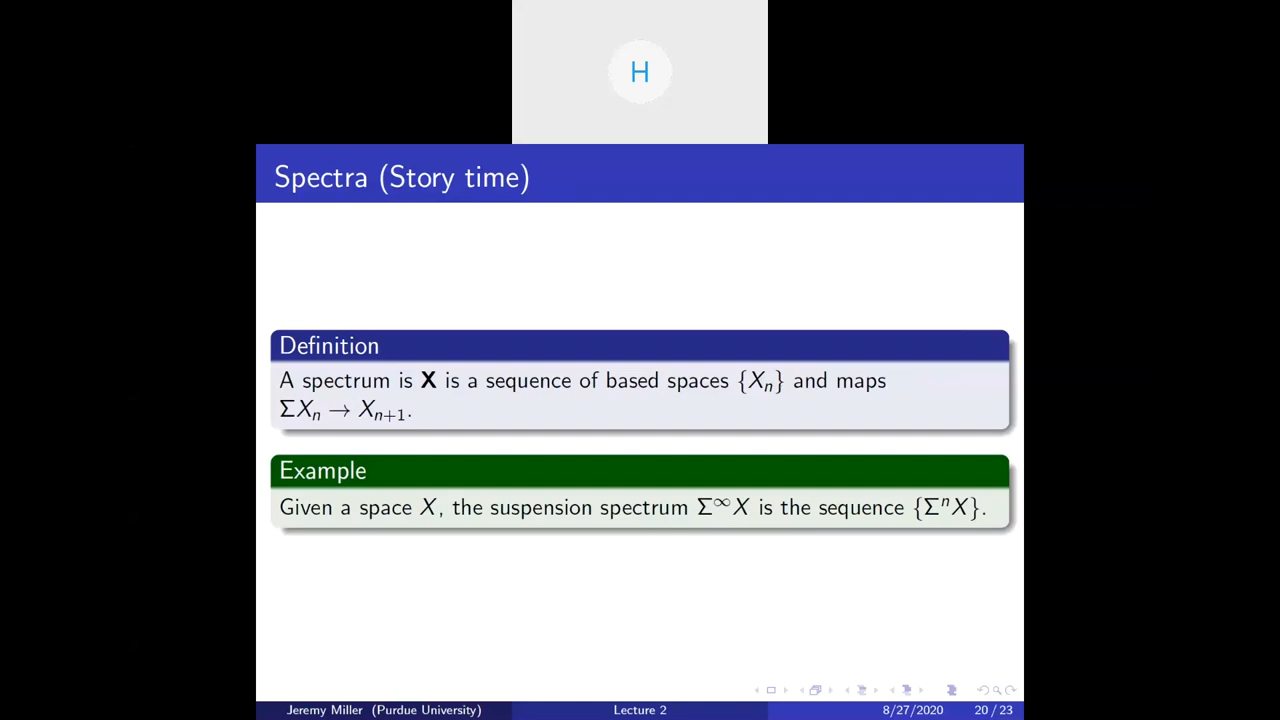 H
Spectra (Story time)
Definition
A spectrum is X is a sequence of based spaces {Xₙ} and maps
ΣXₙ → Xₙ₊₁.
Example
Given a space X, the suspension spectrum Σ^∞X is the sequence {ΣⁿX}.
Jeremy Miller (Purdue University) Lecture 2 8/27/2020 20 / 23